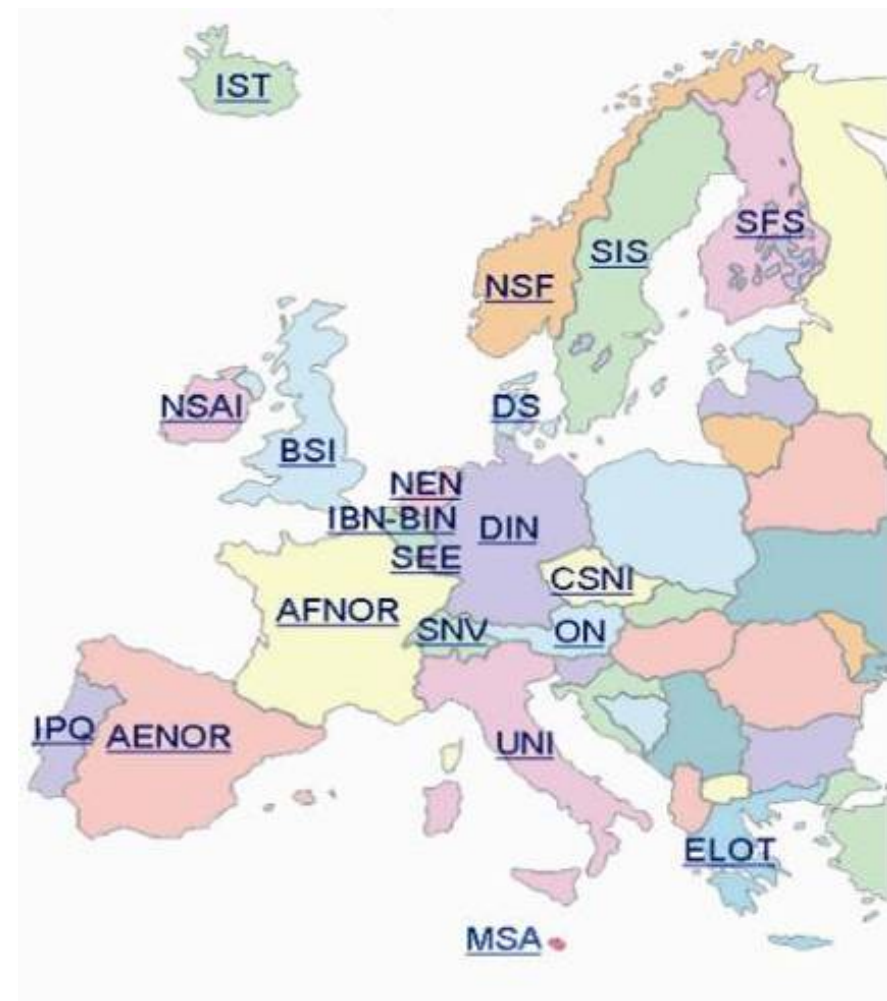 IST
SFS
SIS
NSF
NSAI
DS
BSI
NEN
IBN-BIN
DIN
SEE
CSNI
AFNOR
SNV
ON
IPQ
AENOR
UNI
ELOT
MSA